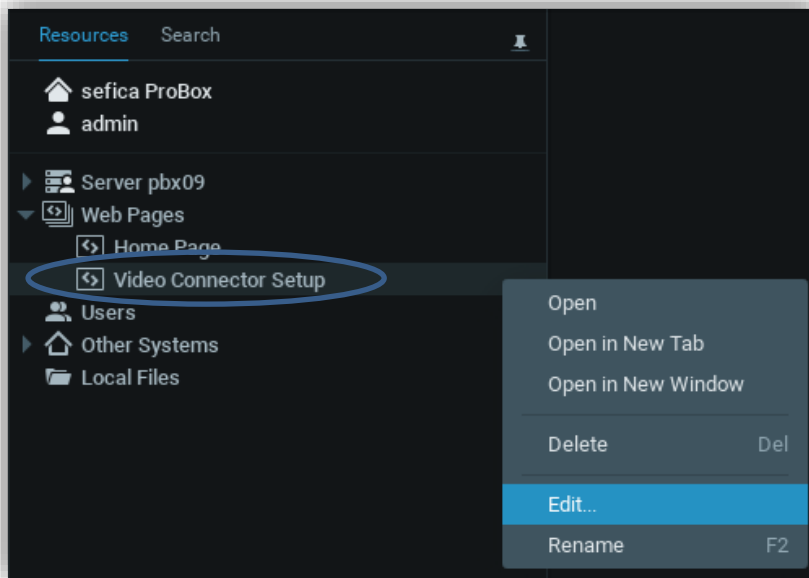 Resources Search
sefica ProBox
admin
Server pbx09
Web Pages
Home Page
Video Connector Setup
Users
Other Systems
Local Files
Open
Open in New Tab
Open in New Window
Delete Del
Edit...
Rename F2